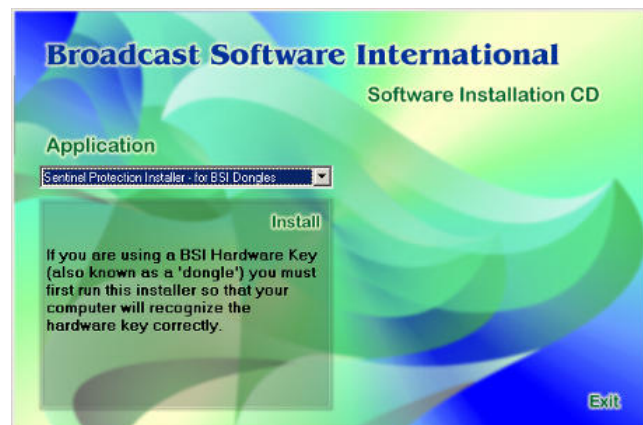 Broadcast Software International
Software Installation CD
Application
Sentinel Protection Installer - for BSI Dongles
Install
If you are using a BSI Hardware Key
(also known as a 'dongle') you must
first run this installer so that your
computer will recognize the
hardware key correctly.
Exit